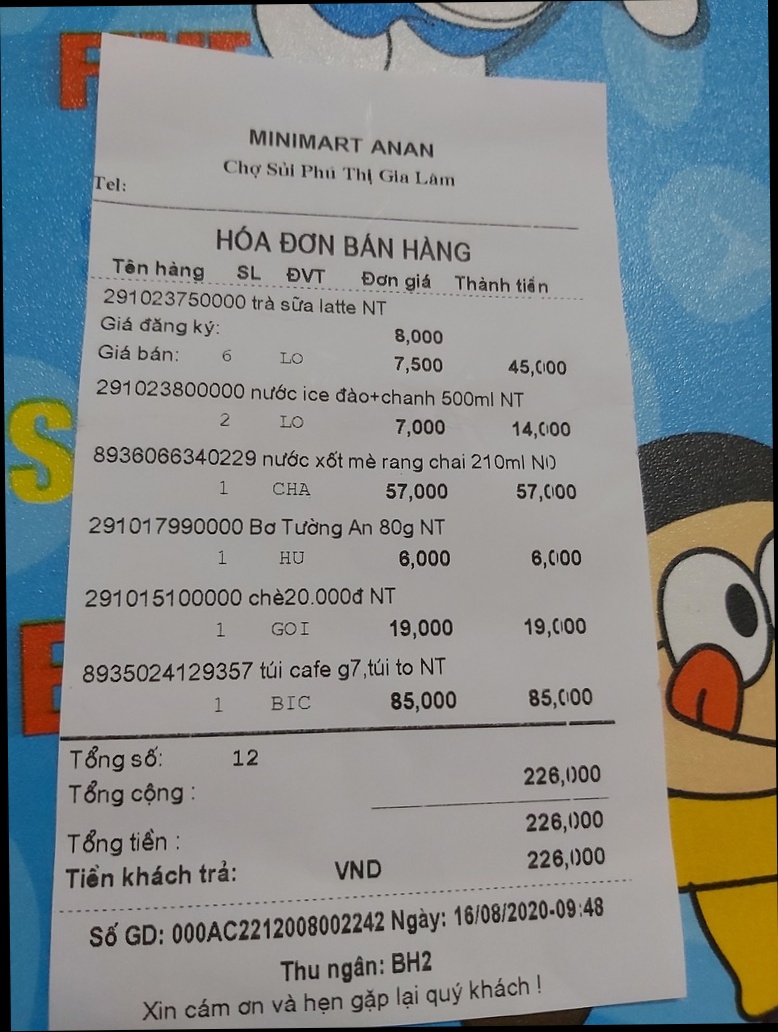 MINIMART ANAN
Chợ Sủi Phú Thị Gia Lâm
Tel:
HÓA ĐƠN BÁN HÀNG
Tên hàng SL ĐVT Đơn giá Thành tiền
291023750000 trà sữa latte NT
Giá đăng ký: 8,000
Giá bán: 6 LO 7,500 45,000
291023800000 nước ice đào+chanh 500ml NT
2 LO 7,000 14,000
8936066340229 nước xốt mè rang chai 210ml NO
1 CHA 57,000 57,000
291017990000 Bơ Tường An 80g NT
1 HU 6,000 6,000
291015100000 chè20.000đ NT
1 GOI 19,000 19,000
8935024129357 túi cafe g7,túi to NT
1 BIC 85,000 85,000
Tổng số: 12
Tổng cộng : 226,000
Tổng tiền : 226,000
Tiền khách trả: VND 226,000
Số GD: 000AC2212008002242 Ngày: 16/08/2020-09:48
Thu ngân: BH2
Xin cám ơn và hẹn gặp lại quý khách !